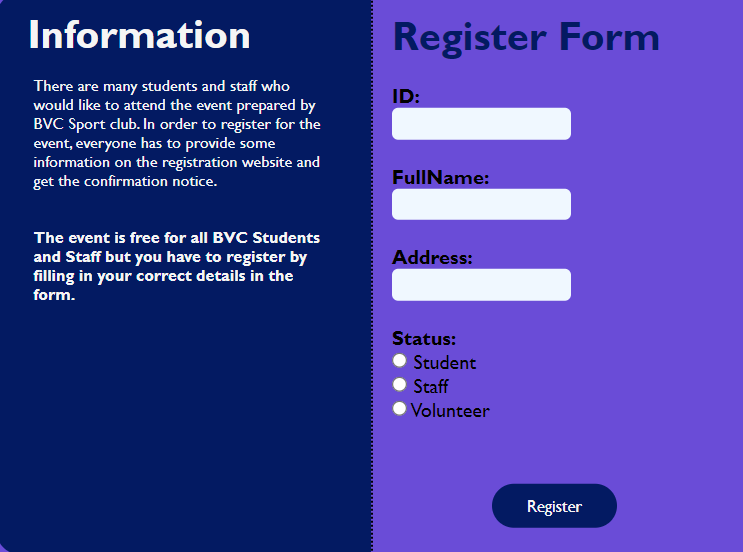 Information
There are many students and staff who
would like to attend the event prepared by
BVC Sport club. In order to register for the
event, everyone has to provide some
information on the registration website and
get the confirmation notice.
The event is free for all BVC Students
and Staff but you have to register by
filling in your correct details in the
form.
Register Form
ID:
FullName:
Address:
Status:
Student
Staff
Volunteer
Register